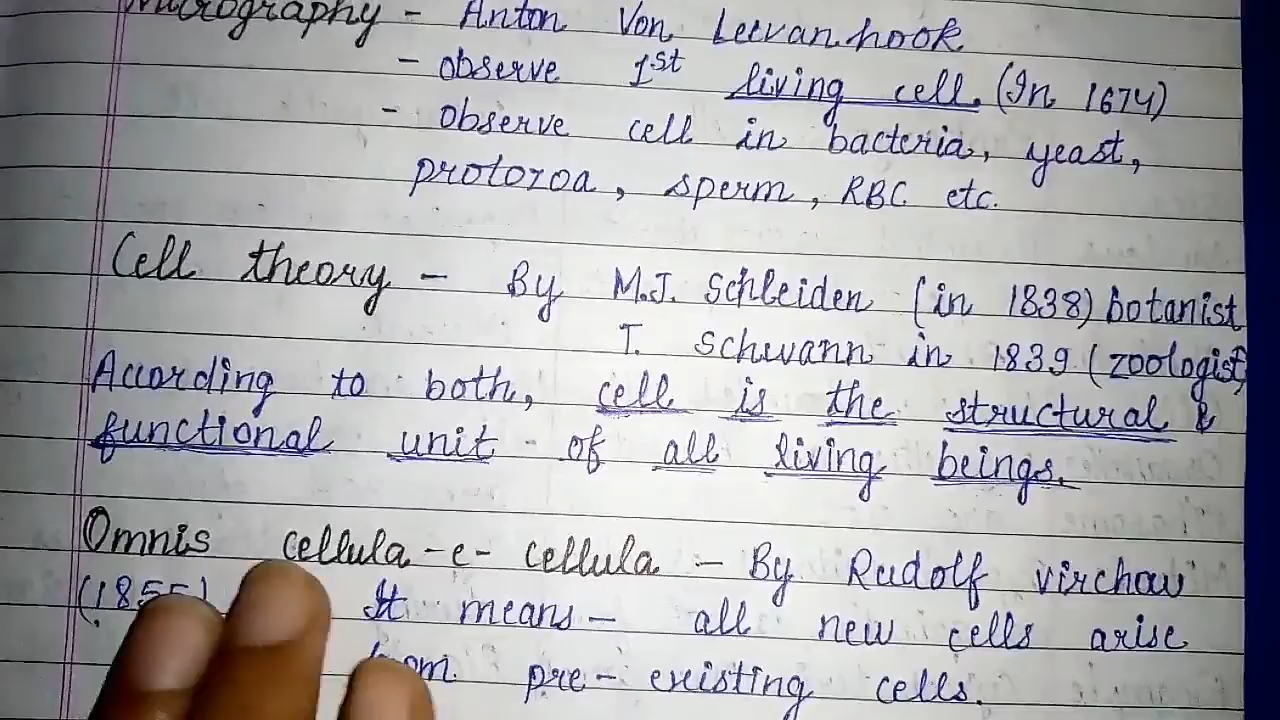 Micrography - Anton Von Leevanhook
- observe 1st living cell. (In 1674)
- observe cell in bacteria, yeast,
protozoa, sperm, RBC etc.
Cell theory - By M.J. Schleiden (in 1838) botanist
T. Schwann in 1839 (zoologist)
According to both, cell is the structural &
functional unit of all living beings.
Omnis cellula-e-cellula - By Rudolf virchow
(1855) It means - all new cells arise
from pre-existing cells.